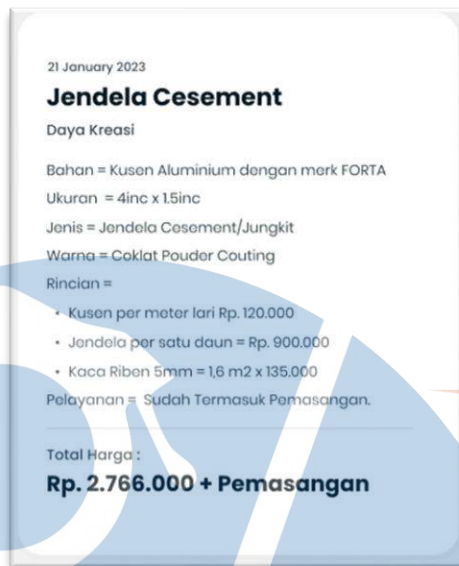 21 January 2023
Jendela Cesement
Daya Kreasi
Bahan = Kusen Aluminium dengan merk FORTA
Ukuran = 4inc x 1.5inc
Jenis = Jendela Cesement/Jungkit
Warna = Coklat Pouder Couting
Rincian =
• Kusen per meter lari Rp. 120.000
• Jendela per satu daun = Rp. 900.000
• Kaca Riben 5mm = 1,6 m2 x 135.000
Pelayanan = Sudah Termasuk Pemasangan.
Total Harga :
Rp. 2.766.000 + Pemasangan